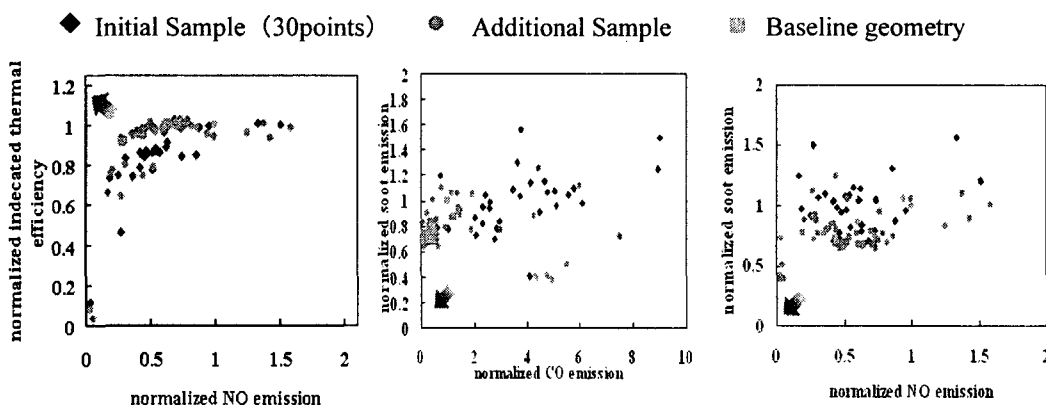 Initial Sample (30points) Additional Sample Baseline geometry
normalized indecated thermal
efficiency
1.2
1
0.8
0.6
0.4
0.2
0
0 0.5 1 1.5 2
normalized NO emission
normalized soot emission
2
1.8
1.6
1.4
1.2
1
0.8
0.6
0.4
0.2
0
0 2 4 6 8 10
normalized CO emission
normalized soot emission
2
1.5
1
0.5
0
0 0.5 1 1.5 2
normalized NO emission